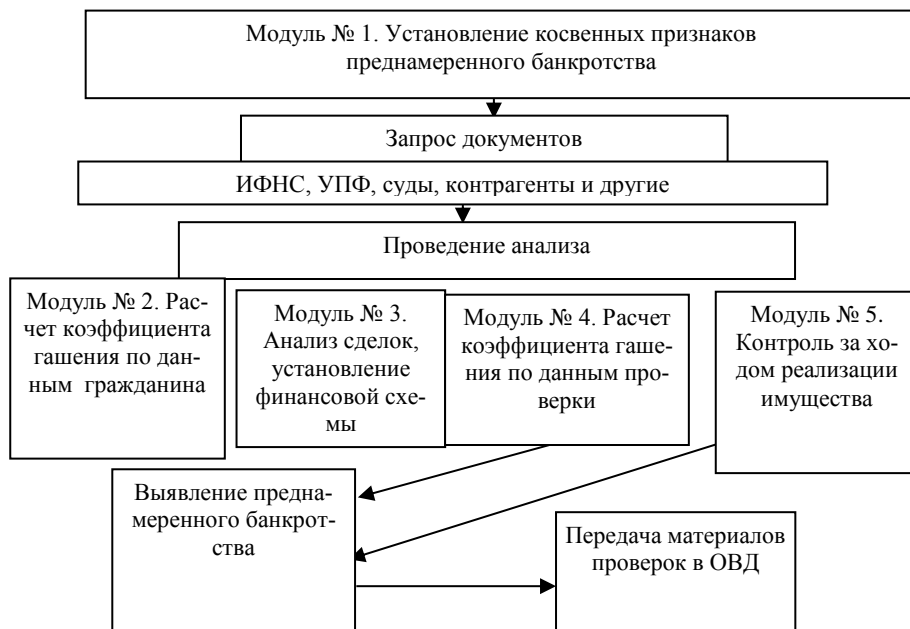 Модуль № 1. Установление косвенных признаков
преднамеренного банкротства
Запрос документов
ИФНС, УПФ, суды, контрагенты и другие
Проведение анализа
Модуль № 2. Рас-
чет коэффициента
гашения по дан-
ным гражданина
Модуль № 3.
Анализ сделок,
установление
финансовой схе-
мы
Модуль № 4. Расчет
коэффициента гаше-
ния по данным про-
верки
Модуль № 5.
Контроль за хо-
дом реализации
имущества
Выявление предна-
меренного банкрот-
ства
Передача материалов
проверок в ОВД